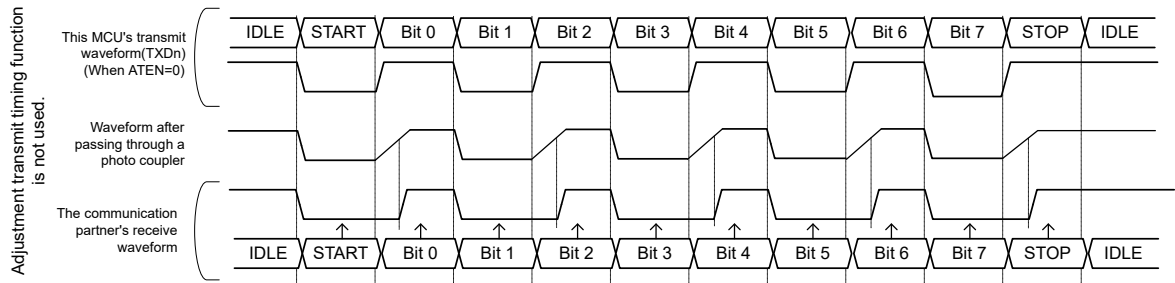 Adjustment transmit timing function
is not used.
This MCU's transmit
waveform(TXDn)
(When ATEN=0)
IDLE START Bit 0 Bit 1 Bit 2 Bit 3 Bit 4 Bit 5 Bit 6 Bit 7 STOP IDLE
Waveform after
passing through a
photo coupler
The communication
partner's receive
waveform
IDLE START Bit 0 Bit 1 Bit 2 Bit 3 Bit 4 Bit 5 Bit 6 Bit 7 STOP IDLE